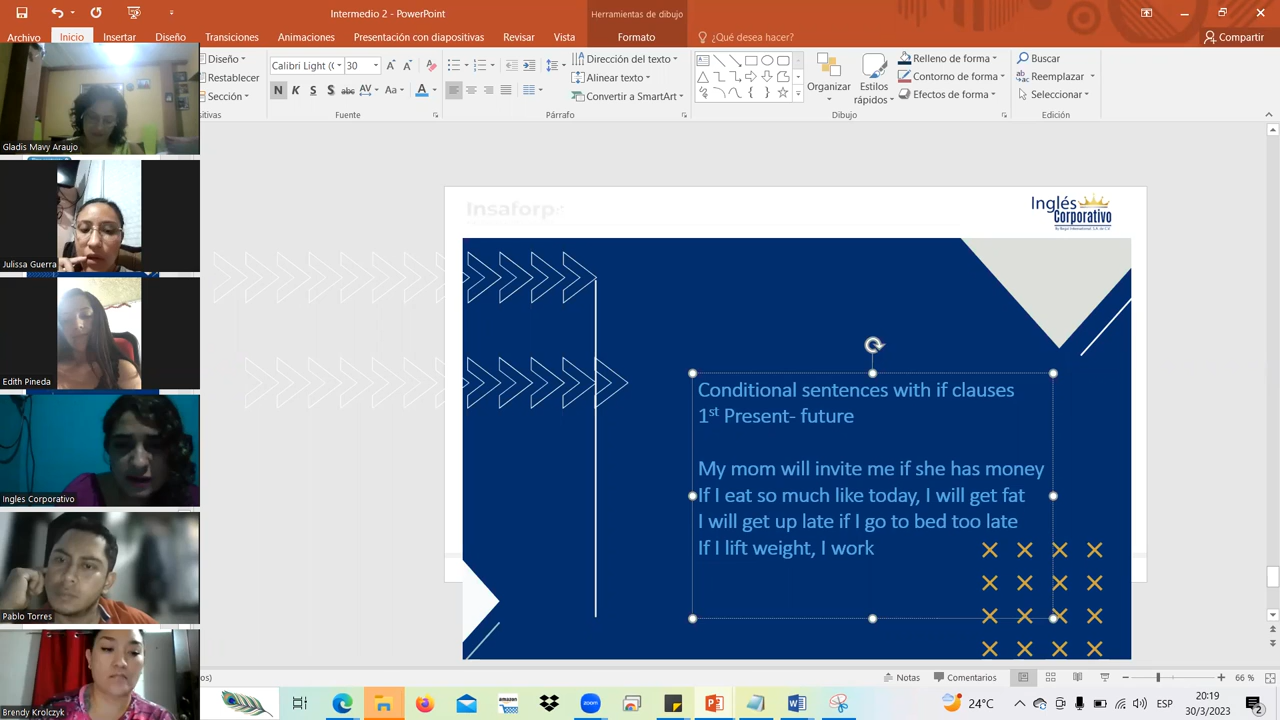 Intermedio 2 - PowerPoint
Herramientas de dibujo
Archivo Inicio Insertar Diseño Transiciones Animaciones Presentación con diapositivas Revisar Vista Formato ¿Qué desea hacer? Compartir
Diseño
Restablecer
Sección
Calibri Light (
30
N K S S abc AV Aa A
Fuente
Dirección del texto
Alinear texto
Convertir a SmartArt
Párrafo
Organizar
Estilos
rápidos
Relleno de forma
Contorno de forma
Efectos de forma
Dibujo
Buscar
Reemplazar
Seleccionar
Edición
Gladis Mavy Araujo
Julissa Guerra
Edith Pineda
Ingles Corporativo
Pablo Torres
Brendy Krolczyk
Insaforp
Inglés
Corporativo
Conditional sentences with if clauses
1st Present- future
My mom will invite me if she has money
If I eat so much like today, I will get fat
I will get up late if I go to bed too late
If I lift weight, I work
Notas
Comentarios
66 %
amazon
zoom
24°C
ESP
20:19
30/3/2023
2